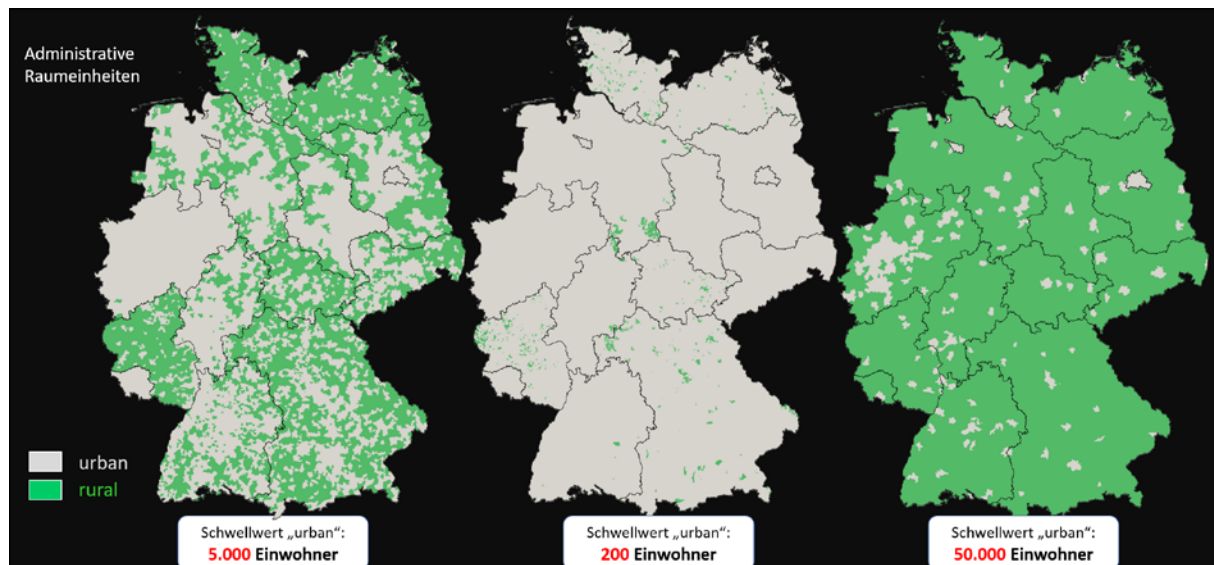 Administrative
Raumeinheiten
urban
rural
Schwellwert „urban“:
5.000 Einwohner
Schwellwert „urban“:
200 Einwohner
Schwellwert „urban“:
50.000 Einwohner